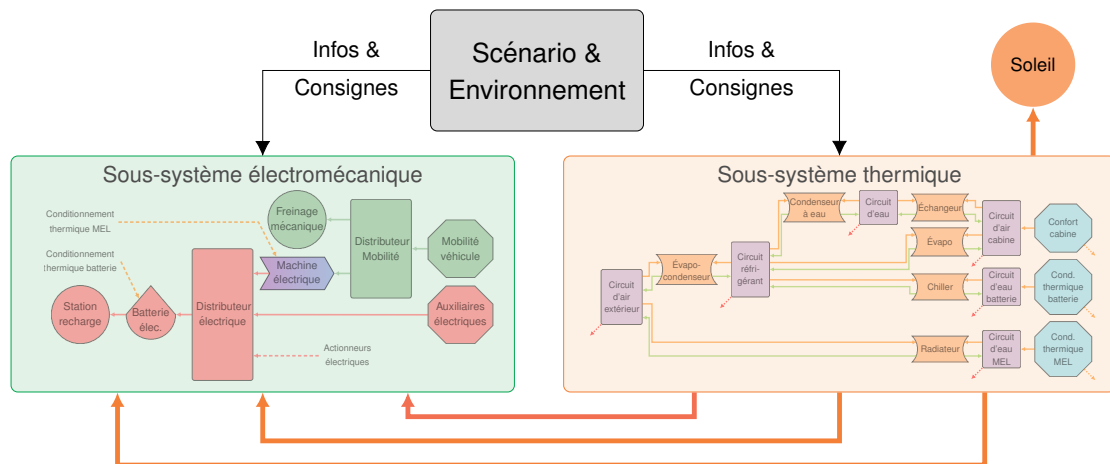 Infos &
Consignes
Scénario &
Environnement
Infos &
Consignes
Soleil
Sous-système électromécanique
Conditionnement
thermique MEL
Conditionnement
thermique batterie
Freinage
mécanique
Distributeur
Mobilité
Mobilité
véhicule
Machine
électrique
Station
recharge
Batterie
élec.
Distributeur
électrique
Auxiliaires
électriques
Actionneurs
électriques
Sous-système thermique
Condenseur
à eau
Circuit
d'eau
Échangeur
Circuit
d'air
cabine
Confort
cabine
Évapo
Évapo-
condenseur
Circuit
réfri-
gérant
Circuit
d'air
extérieur
Chiller
Circuit
d'eau
batterie
Cond.
thermique
batterie
Radiateur
Circuit
d'eau
MEL
Cond.
thermique
MEL